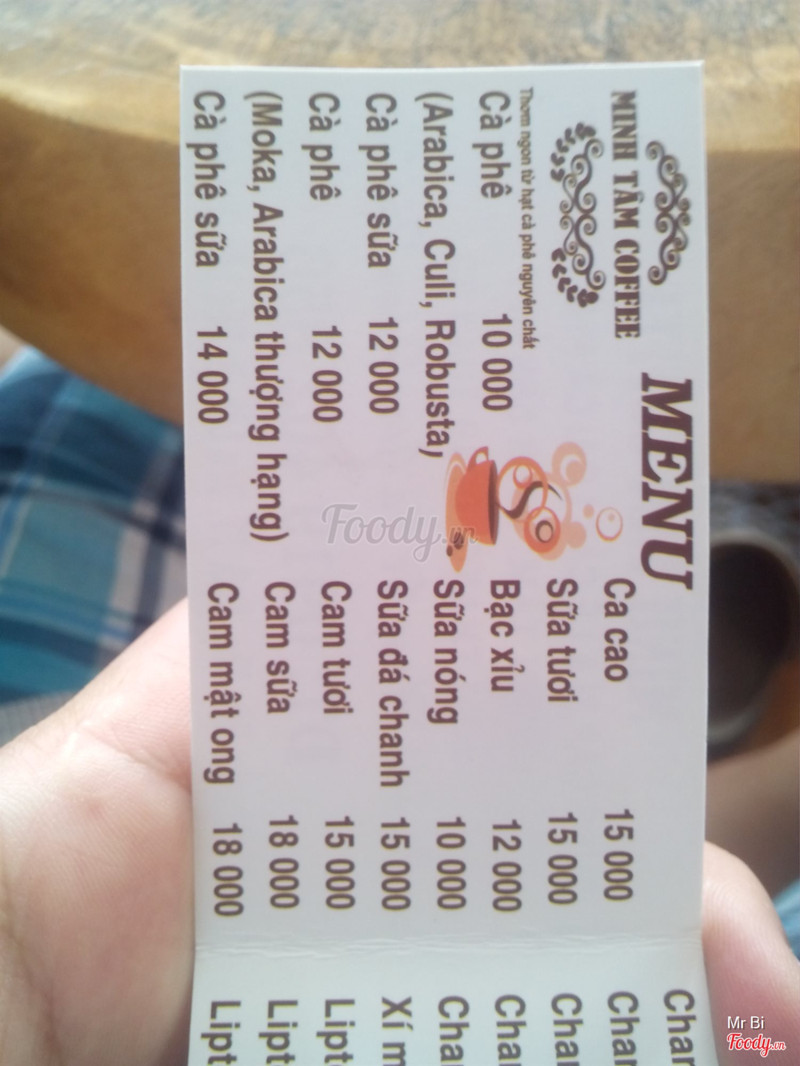 MINH TÂM COFFEE
MENU
Thơm ngon từ hạt cà phê nguyên chất
Cà phê 10 000
(Arabica, Culi, Robusta)
Cà phê sữa 12 000
Cà phê 12 000
(Moka, Arabica thượng hạng)
Cà phê sữa 14 000
Ca cao 15 000
Sữa tươi 15 000
Bạc xỉu 12 000
Sữa nóng 10 000
Sữa đá chanh 15 000
Cam tươi 15 000
Cam sữa 18 000
Cam mật ong 18 000
Foody.vn
Mr Bi
Foody.vn